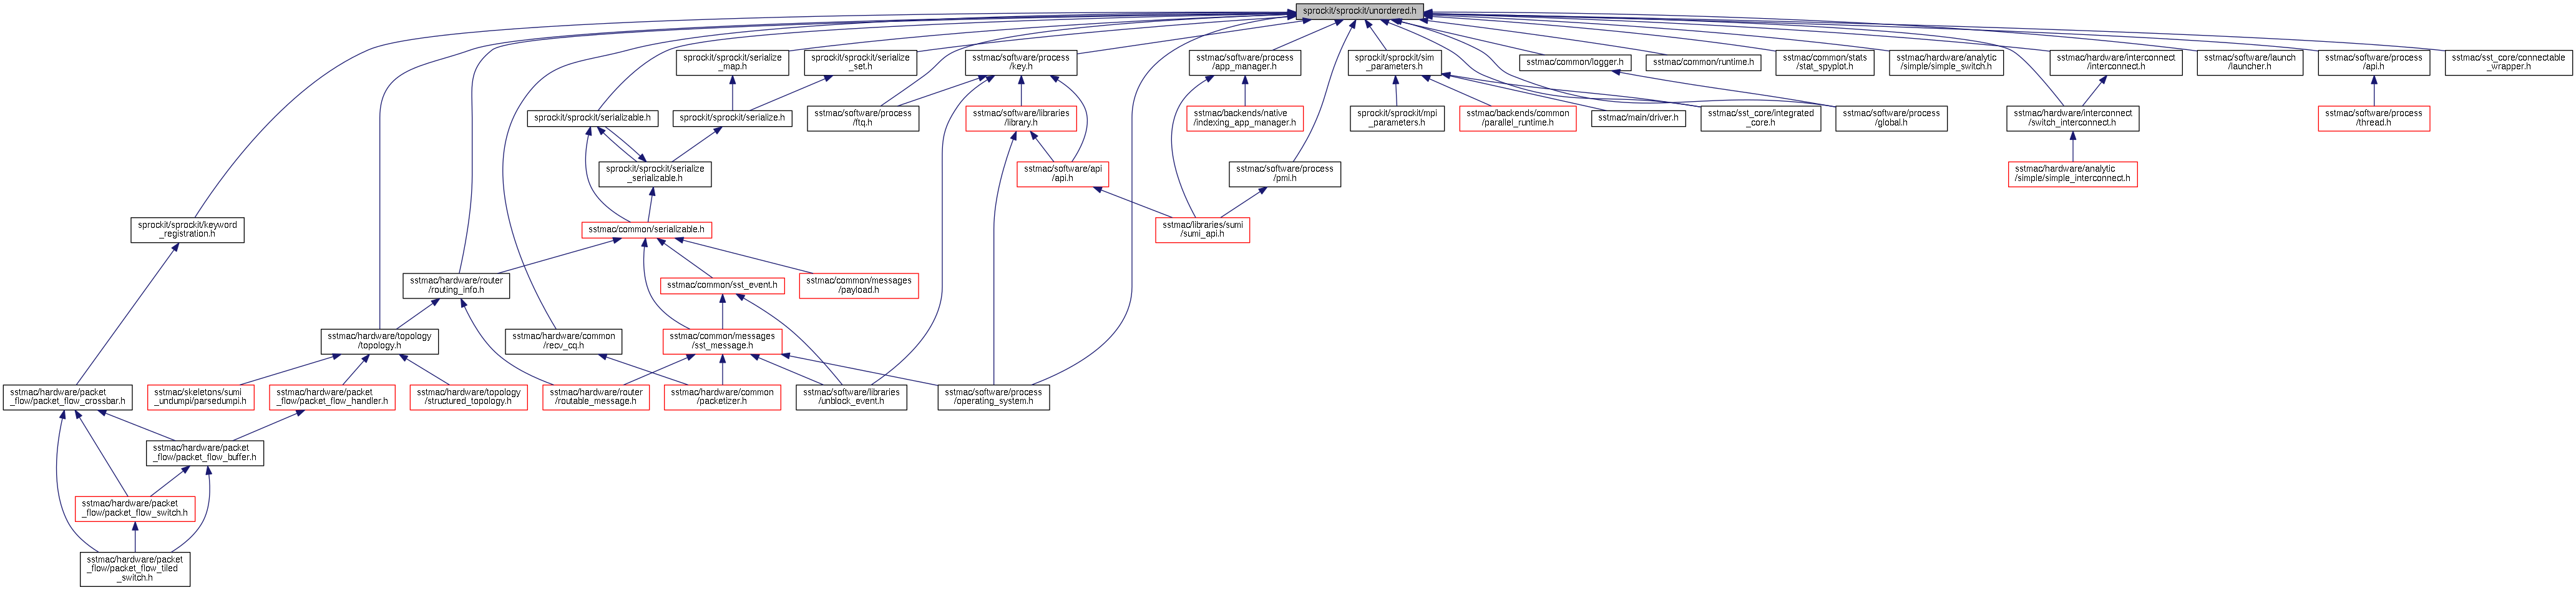 sprockit/sprockit/unordered.h
sprockit/sprockit/serialize
_map.h
sprockit/sprockit/serialize
_set.h
sstmac/software/process
/key.h
sstmac/software/process
/app_manager.h
sprockit/sprockit/sim
_parameters.h
sstmac/common/logger.h
sstmac/common/runtime.h
sstmac/common/stats
/stat_spyplot.h
sstmac/hardware/analytic
/simple/simple_switch.h
sstmac/hardware/interconnect
/interconnect.h
sstmac/software/launch
/launcher.h
sstmac/software/process
/api.h
sstmac/sst_core/connectable
_wrapper.h
sprockit/sprockit/serializable.h
sprockit/sprockit/serialize.h
sstmac/software/process
/ftq.h
sstmac/software/libraries
/library.h
sstmac/backends/native
/indexing_app_manager.h
sprockit/sprockit/mpi
_parameters.h
sstmac/backends/common
/parallel_runtime.h
sstmac/main/driver.h
sstmac/sst_core/integrated
_core.h
sstmac/software/process
/global.h
sstmac/hardware/interconnect
/switch_interconnect.h
sstmac/software/process
/thread.h
sprockit/sprockit/serialize
_serializable.h
sstmac/software/api
/api.h
sstmac/software/process
/pmi.h
sstmac/hardware/analytic
/simple/simple_interconnect.h
sprockit/sprockit/keyword
_registration.h
sstmac/common/serializable.h
sstmac/libraries/sumi
/sumi_api.h
sstmac/hardware/router
/routing_info.h
sstmac/common/sst_event.h
sstmac/common/messages
/payload.h
sstmac/hardware/topology
/topology.h
sstmac/hardware/common
/recv_cq.h
sstmac/common/messages
/sst_message.h
sstmac/hardware/packet
_flow/packet_flow_crossbar.h
sstmac/skeletons/sumi
_undumpi/parsedumpi.h
sstmac/hardware/packet
_flow/packet_flow_handler.h
sstmac/hardware/topology
/structured_topology.h
sstmac/hardware/router
/routable_message.h
sstmac/hardware/common
/packetizer.h
sstmac/software/libraries
/unblock_event.h
sstmac/software/process
/operating_system.h
sstmac/hardware/packet
_flow/packet_flow_buffer.h
sstmac/hardware/packet
_flow/packet_flow_switch.h
sstmac/hardware/packet
_flow/packet_flow_tiled
_switch.h